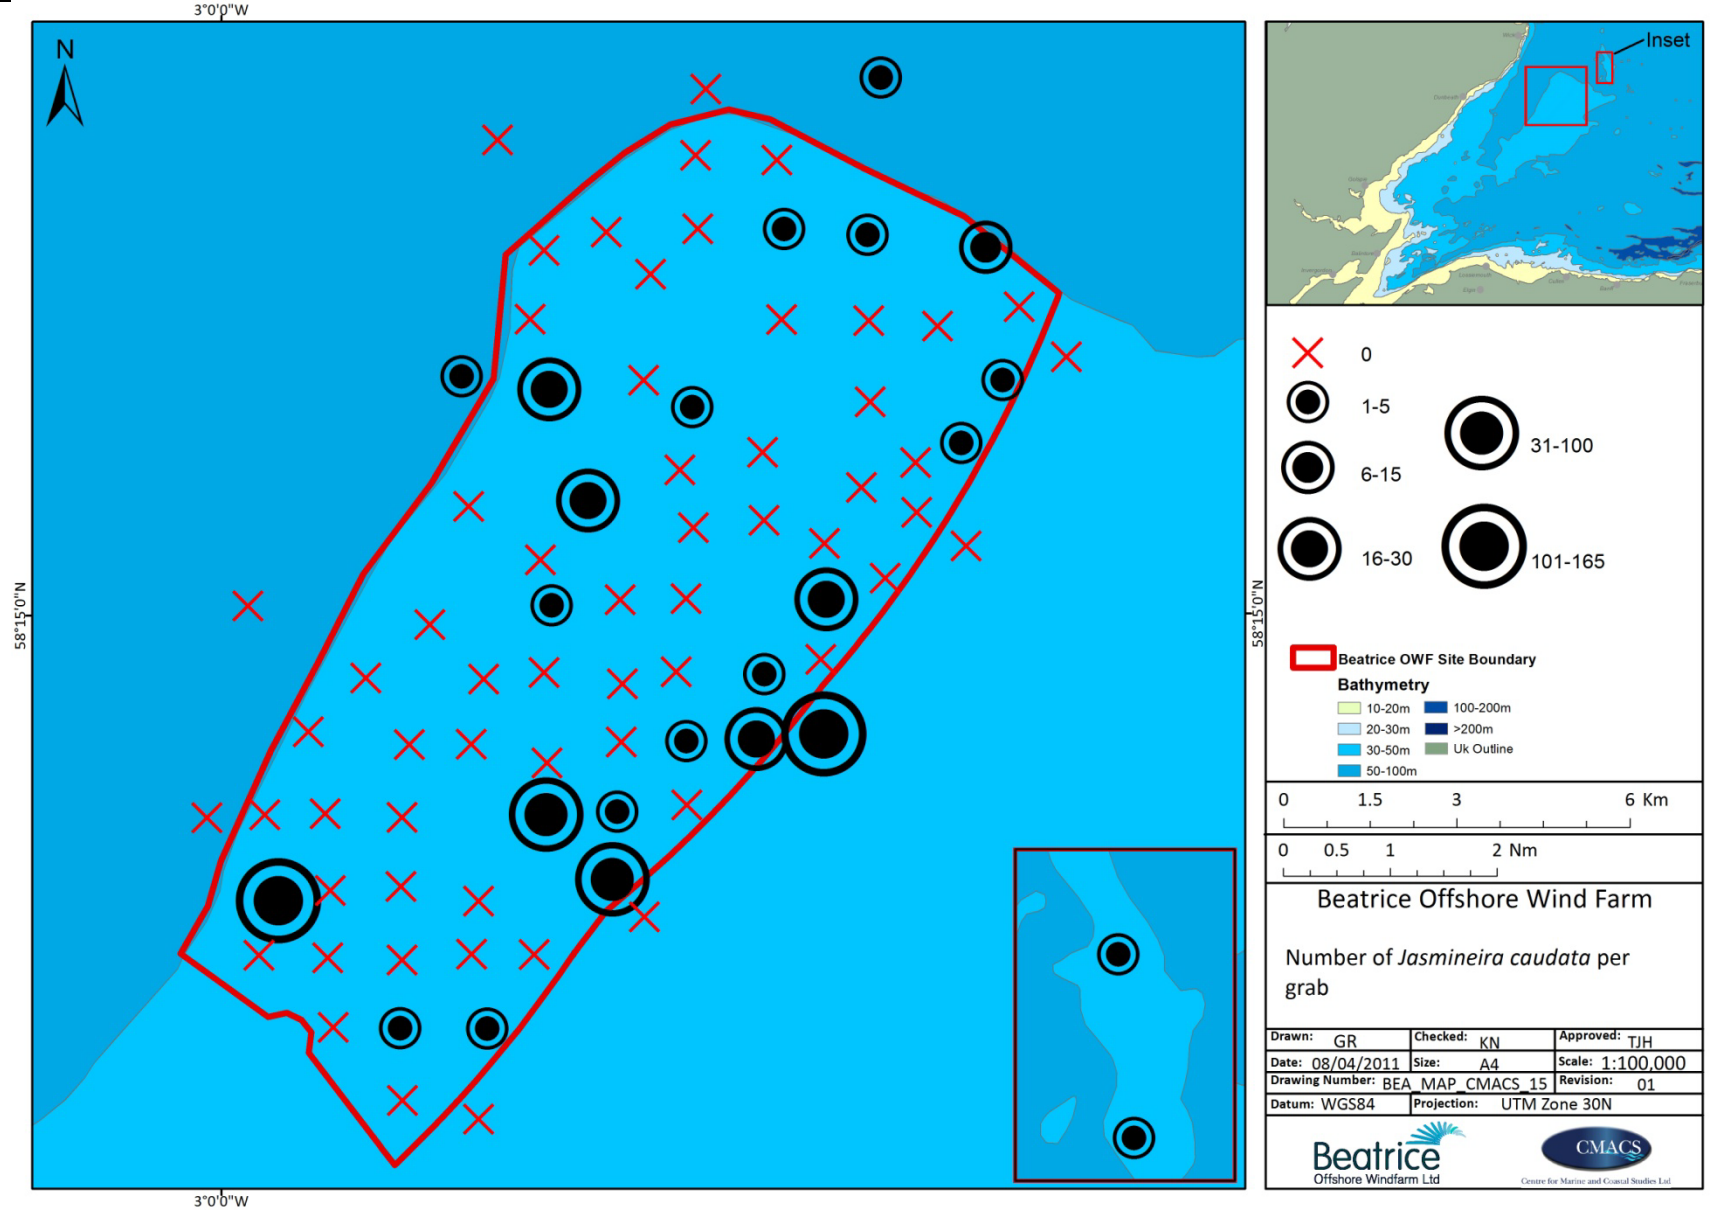 3°0'0"W
N
Inset
58°15'0"N
58°15'0"N
0
1-5
6-15
16-30
31-100
101-165
Beatrice OWF Site Boundary
Bathymetry
10-20m
20-30m
30-50m
50-100m
100-200m
>200m
Uk Outline
0 1.5 3 6 Km
0 0.5 1 2 Nm
Beatrice Offshore Wind Farm
Number of Jasmineira caudata per
grab
Drawn: GR Checked: KN Approved: TJH
Date: 08/04/2011 Size: A4 Scale: 1:100,000
Drawing Number: BEA_MAP_CMACS_15 Revision: 01
Datum: WGS84 Projection: UTM Zone 30N
Beatrice
Offshore Windfarm Ltd
CMACS
Centre for Marine and Coastal Studies Ltd
3°0'0"W